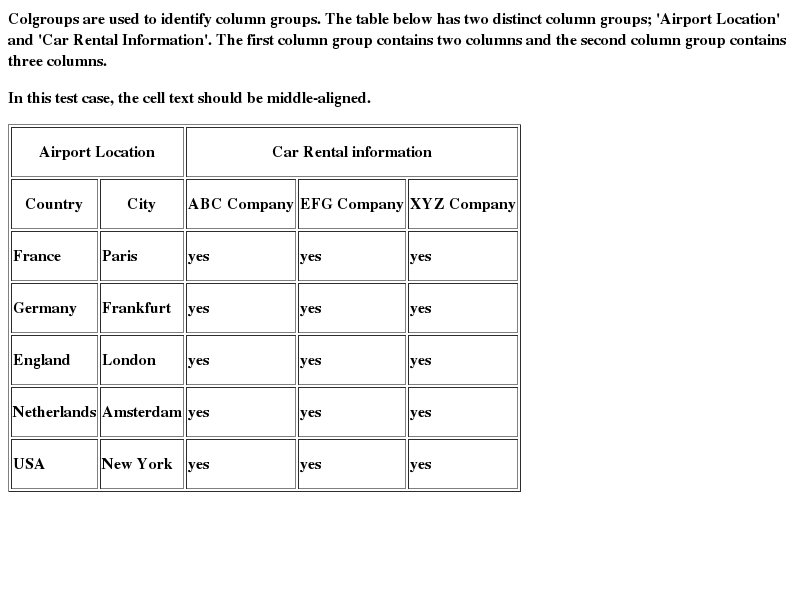 Colgroups are used to identify column groups. The table below has two distinct column groups; 'Airport Location'
and 'Car Rental Information'. The first column group contains two columns and the second column group contains
three columns.
In this test case, the cell text should be middle-aligned.
Airport Location Car Rental information
Country City ABC Company EFG Company XYZ Company
France Paris yes yes yes
Germany Frankfurt yes yes yes
England London yes yes yes
Netherlands Amsterdam yes yes yes
USA New York yes yes yes